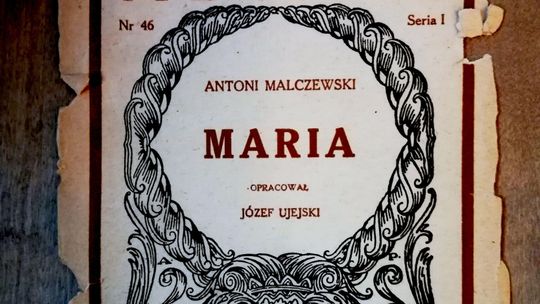 Nr 46 Seria I
ANTONI MALCZEWSKI
MARIA
OPRACOWAŁ
JÓZEF UJEJSKI